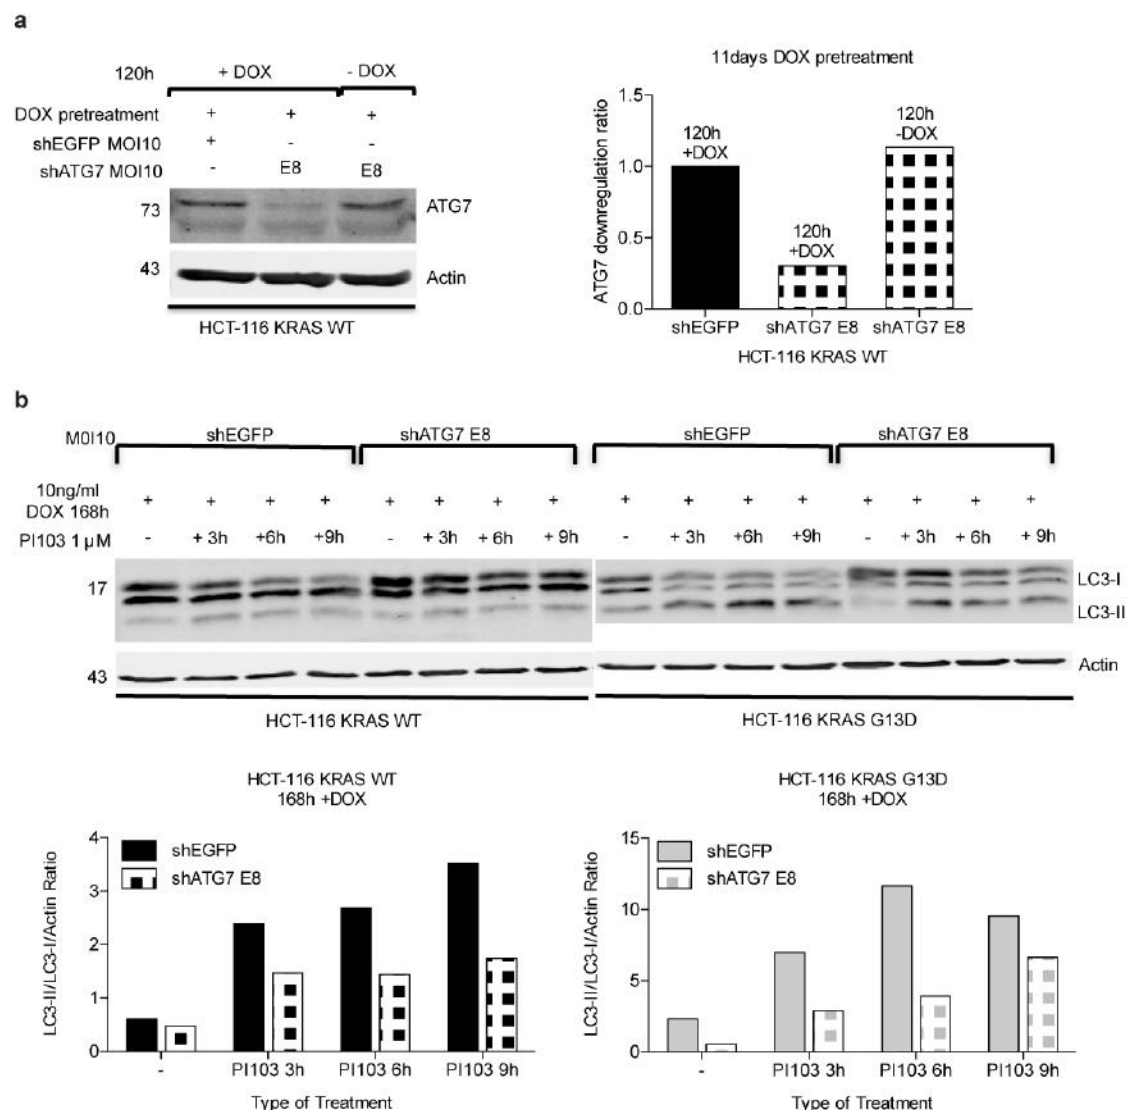 a
120h + DOX - DOX
DOX pretreatment + + +
shEGFP MOI10 + - -
shATG7 MOI10 - E8 E8
73 ATG7
43 Actin
HCT-116 KRAS WT
11days DOX pretreatment
ATG7 downregulation ratio
1.5
1.0
0.5
0.0
120h
+DOX
120h
+DOX
120h
-DOX
shEGFP shATG7 E8 shATG7 E8
HCT-116 KRAS WT
b
M0I10 shEGFP shATG7 E8 shEGFP shATG7 E8
10ng/ml
DOX 168h + + + + + + + + + + + + + + + +
PI103 1 μM - + 3h +6h +9h - + 3h + 6h + 9h - + 3h +6h +9h - + 3h + 6h + 9h
17 LC3-I
LC3-II
43 Actin
HCT-116 KRAS WT HCT-116 KRAS G13D
HCT-116 KRAS WT
168h +DOX
LC3-II/LC3-I/Actin Ratio
4
3
2
1
0
shEGFP
shATG7 E8
- PI103 3h PI103 6h PI103 9h
Type of Treatment
HCT-116 KRAS G13D
168h +DOX
LC3-II/LC3-I/Actin Ratio
15
10
5
0
shEGFP
shATG7 E8
- PI103 3h PI103 6h PI103 9h
Type of Treatment